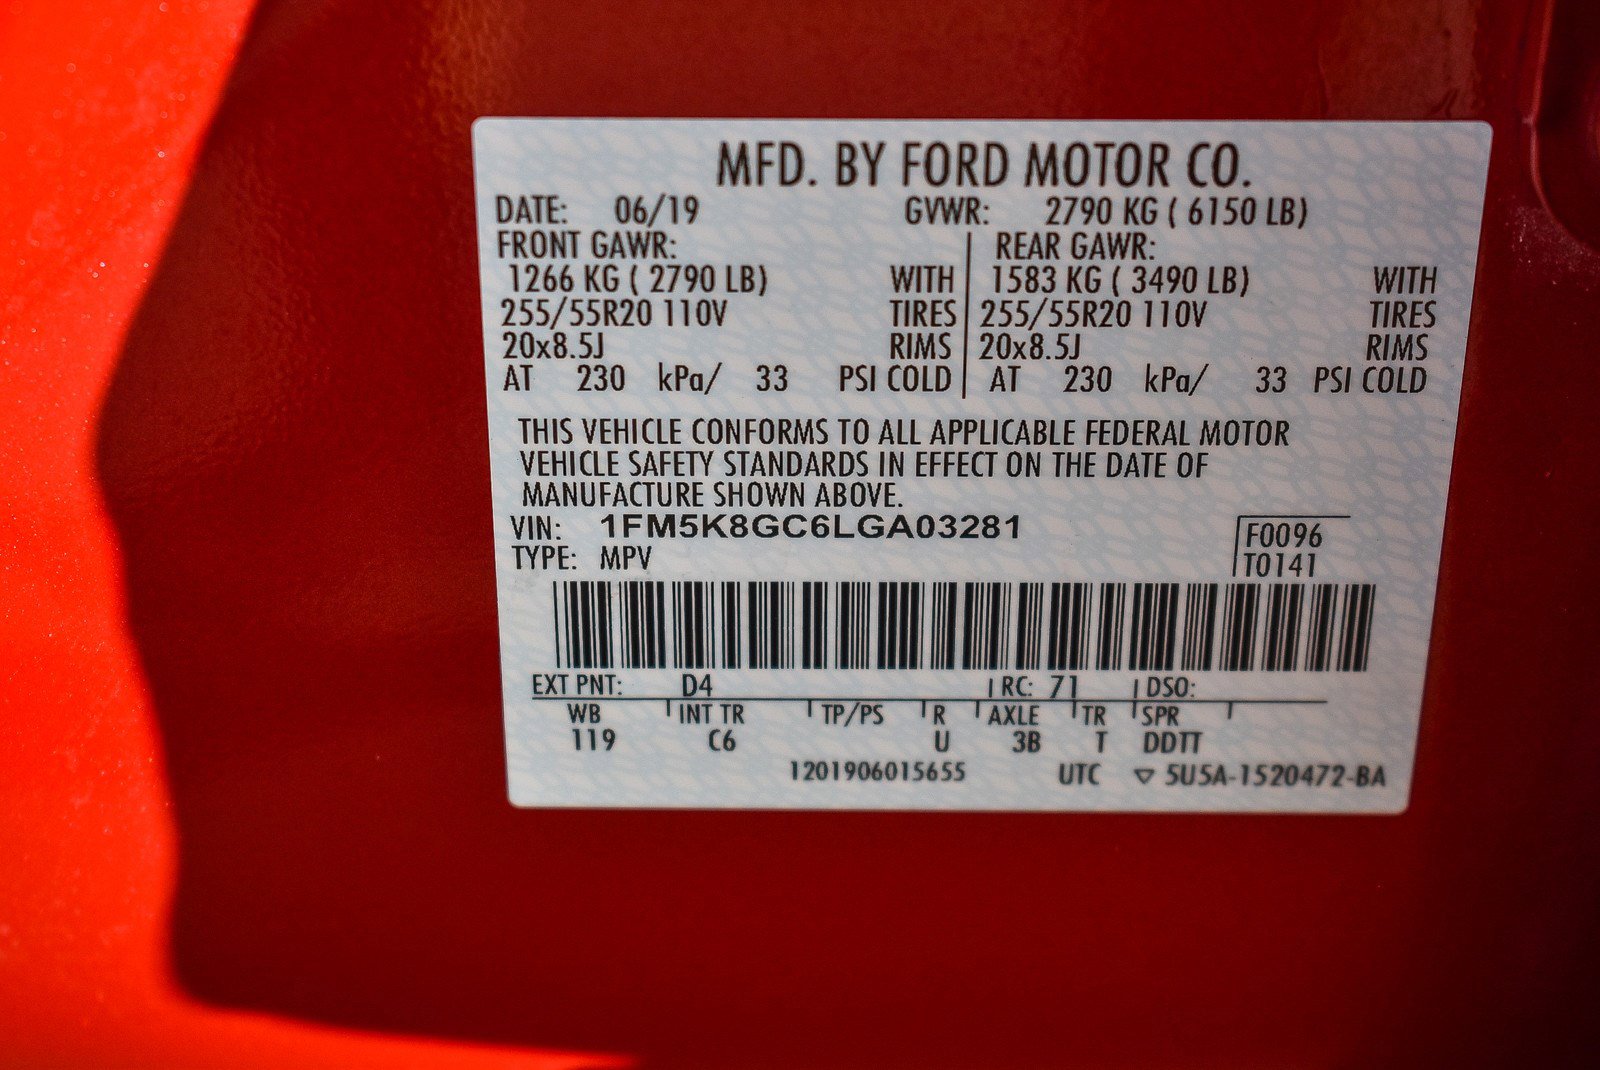 MFD. BY FORD MOTOR CO.
DATE: 06/19 GVWR: 2790 KG ( 6150 LB)
FRONT GAWR: REAR GAWR:
1266 KG ( 2790 LB) WITH 1583 KG ( 3490 LB) WITH
255/55R20 110V TIRES 255/55R20 110V TIRES
20x8.5J RIMS 20x8.5J RIMS
AT 230 kPa/ 33 PSI COLD AT 230 kPa/ 33 PSI COLD
THIS VEHICLE CONFORMS TO ALL APPLICABLE FEDERAL MOTOR
VEHICLE SAFETY STANDARDS IN EFFECT ON THE DATE OF
MANUFACTURE SHOWN ABOVE.
VIN: 1FM5K8GC6LGA03281 F0096
TYPE: MPV T0141
EXT PNT: D4 RC: 71 DSO:
WB INT TR TP/PS R AXLE TR SPR
119 C6 U 3B T DDTT
1201906015655 UTC ▽ 5U5A-1520472-BA